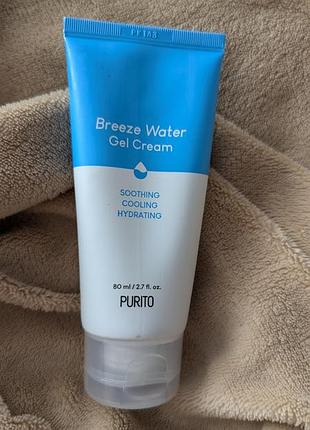 Breeze Water
Gel Cream
SOOTHING
COOLING
HYDRATING
80 ml / 2.7 fl. oz.
PURITO